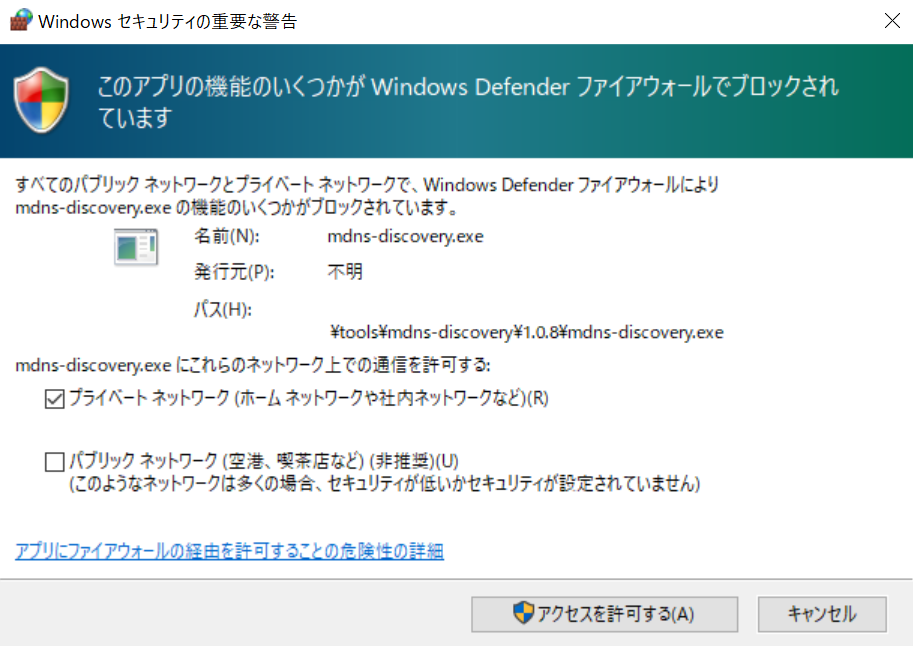 Windows セキュリティの重要な警告
このアプリの機能のいくつかが Windows Defender ファイアウォールでブロックされ
ています
すべてのパブリック ネットワークとプライベート ネットワークで、Windows Defender ファイアウォールにより
mdns-discovery.exe の機能のいくつかがブロックされています。
名前(N): mdns-discovery.exe
発行元(P): 不明
パス(H):
¥tools¥mdns-discovery¥1.0.8¥mdns-discovery.exe
mdns-discovery.exe にこれらのネットワーク上での通信を許可する:
プライベート ネットワーク (ホーム ネットワークや社内ネットワークなど)(R)
パブリック ネットワーク (空港、喫茶店など) (非推奨)(U)
(このようなネットワークは多くの場合、セキュリティが低いかセキュリティが設定されていません)
アプリにファイアウォールの経由を許可することの危険性の詳細
アクセスを許可する(A) キャンセル